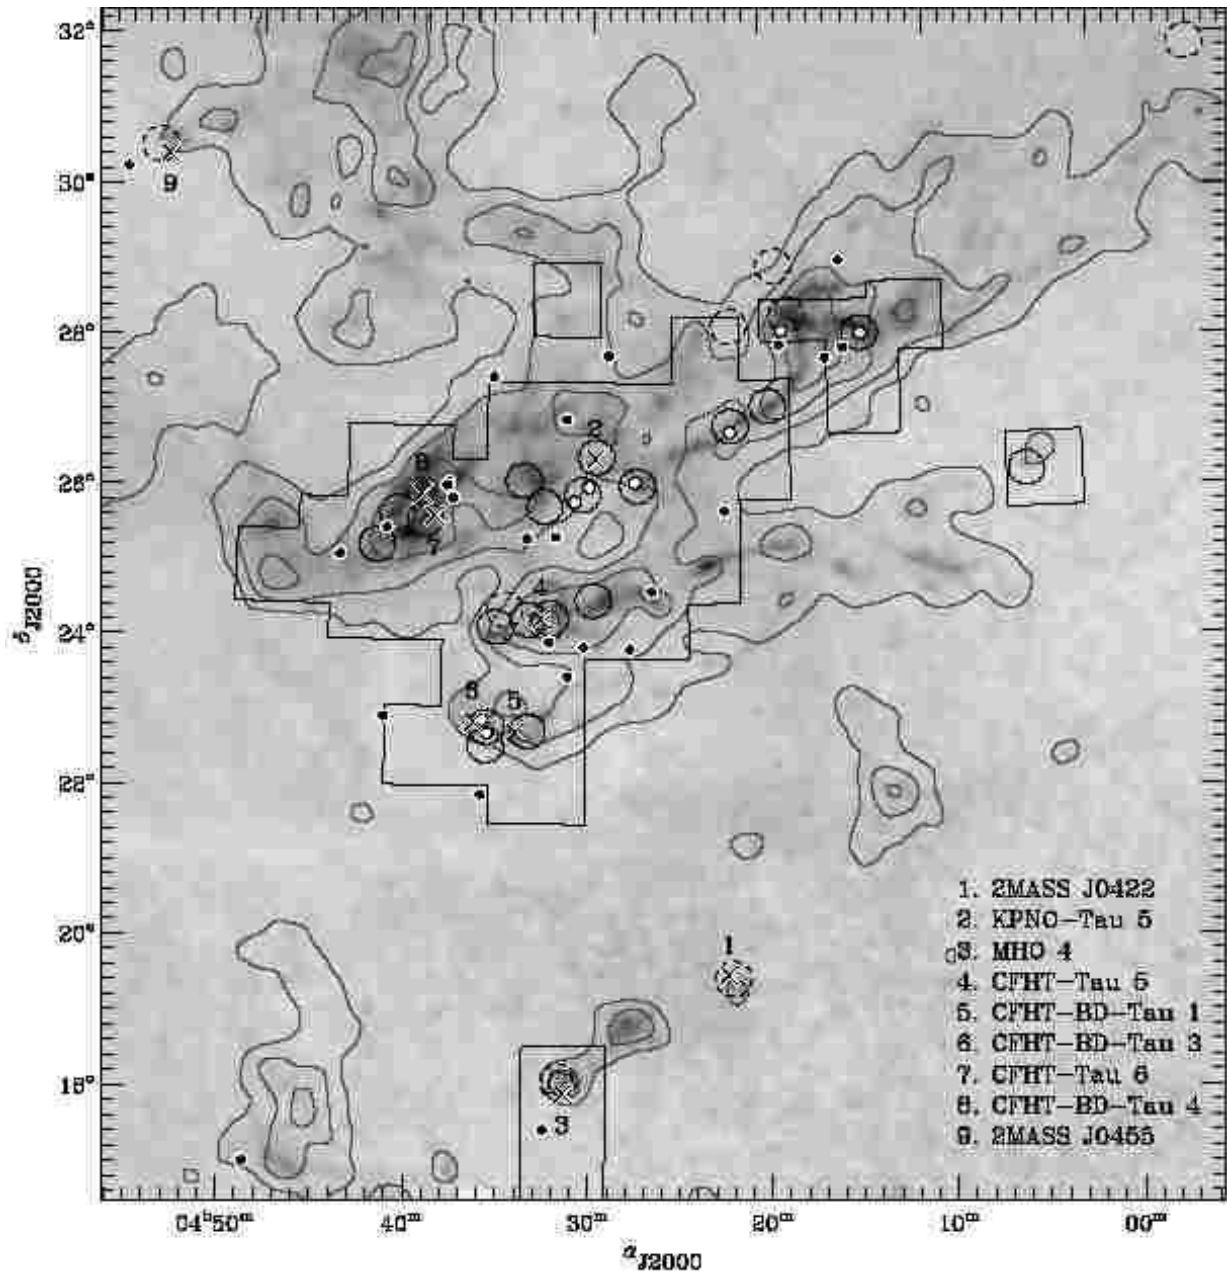 32°
30°
28°
26°
24°
22°
20°
18°
δJ2000
9
2
8
7
4
6
5
1
3
1. 2MASS J0422
2. KPNO-Tau 5
3. MHO 4
4. CFHT-Tau 5
5. CFHT-BD-Tau 1
6. CFHT-BD-Tau 3
7. CFHT-Tau 6
8. CFHT-BD-Tau 4
9. 2MASS J0455
04ʰ50ᵐ 40ᵐ 30ᵐ 20ᵐ 10ᵐ 00ᵐ
αJ2000